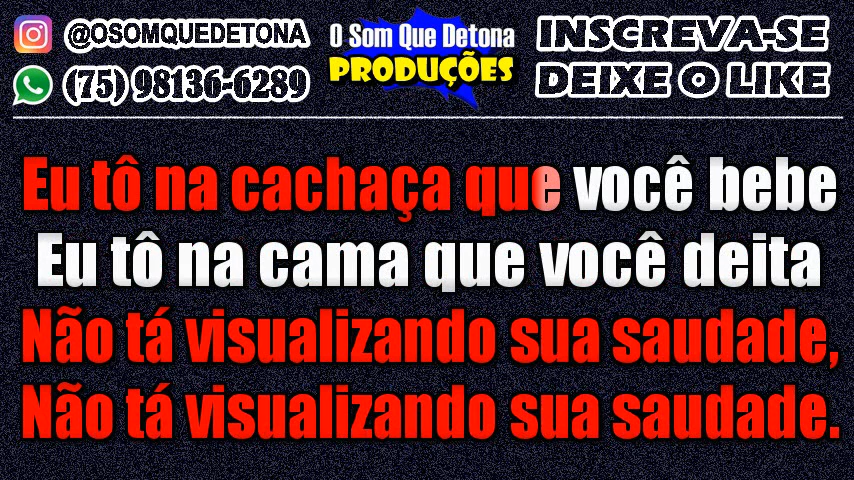 @OSOMQUEDETONA
(75) 98136-6289
O Som Que Detona
PRODUÇÕES
INSCREVA-SE
DEIXE O LIKE
Eu tô na cachaça que você bebe
Eu tô na cama que você deita
Não tá visualizando sua saudade,
Não tá visualizando sua saudade.